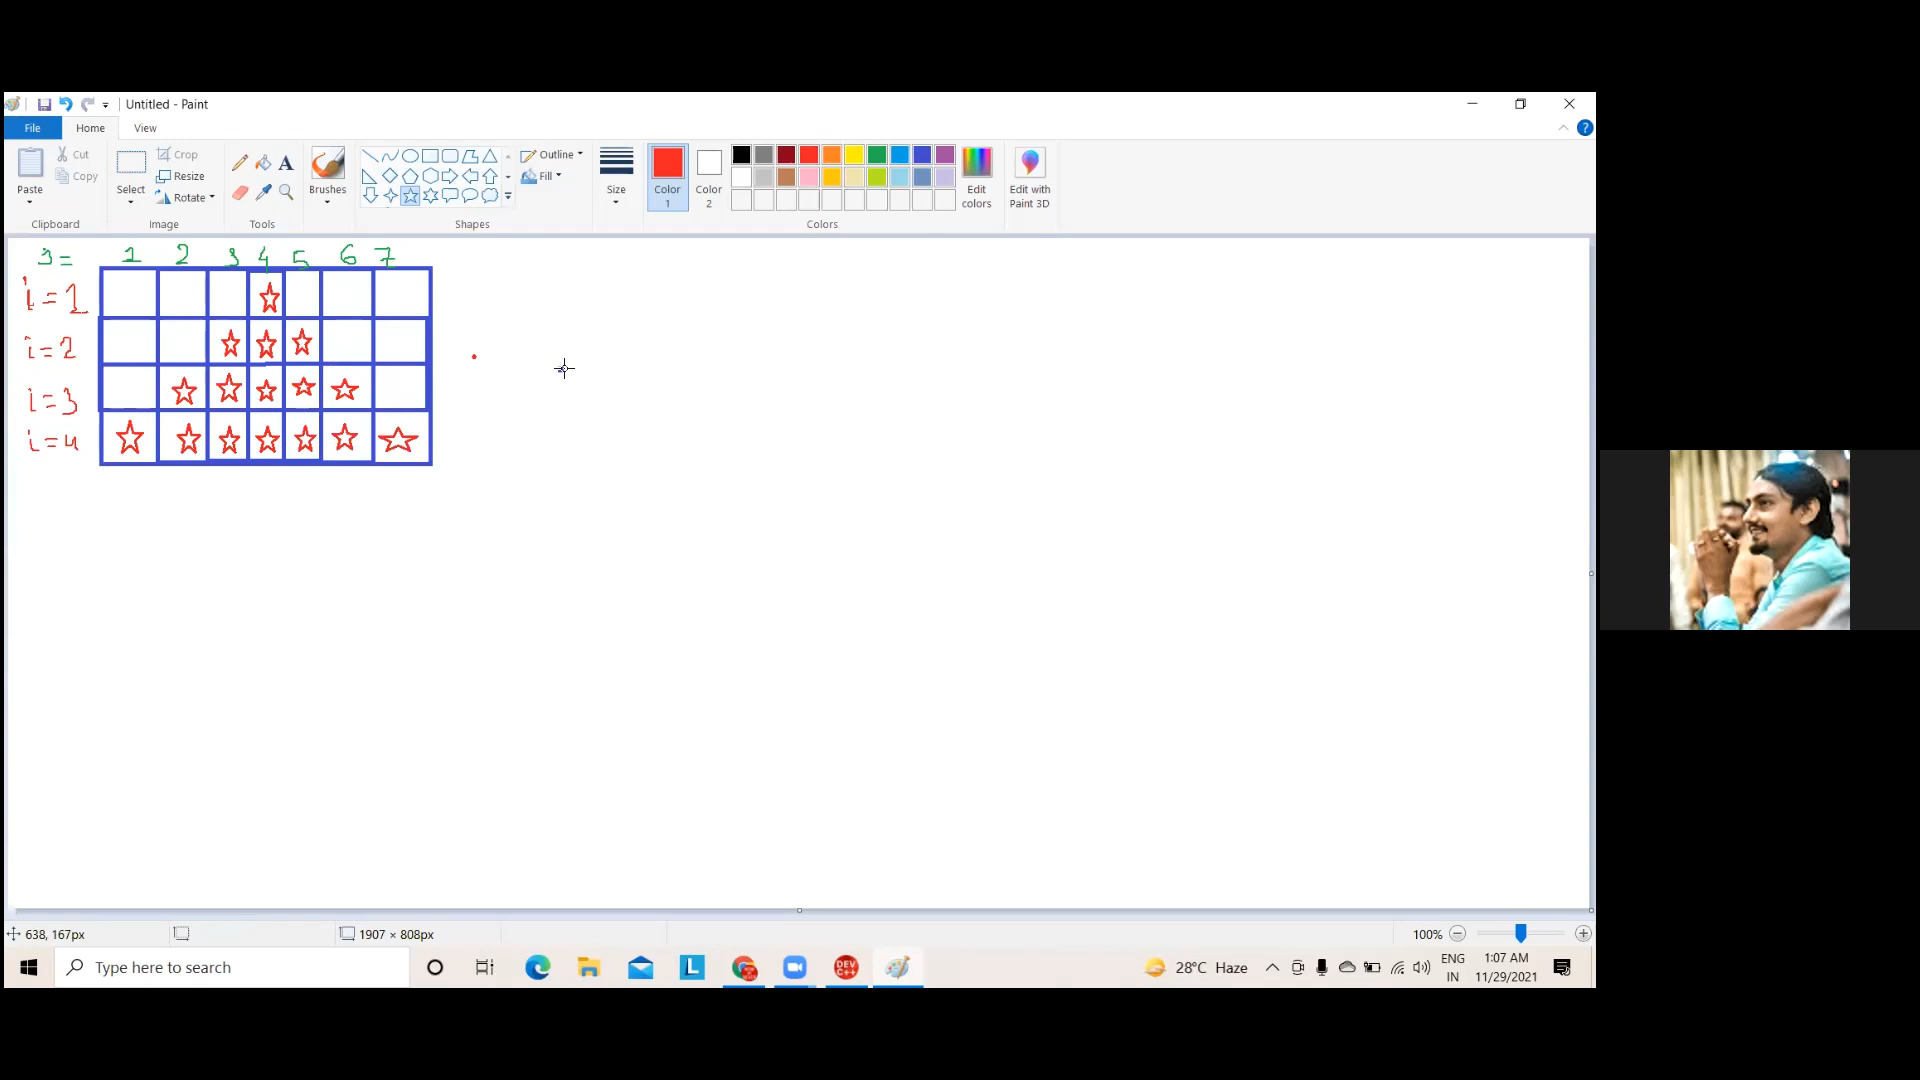 Untitled - Paint
File Home View
Paste Cut Copy Select Crop Resize Rotate Brushes Outline Fill Size Color 1 Color 2 Edit colors Edit with Paint 3D
Clipboard Image Tools Shapes Colors
J= 1 2 3 4 5 6 7
i=1
i=2
i=3
i=4
638, 167px 1907 × 808px 100%
Type here to search L DEV C++ 28°C Haze ENG IN 1:07 AM 11/29/2021